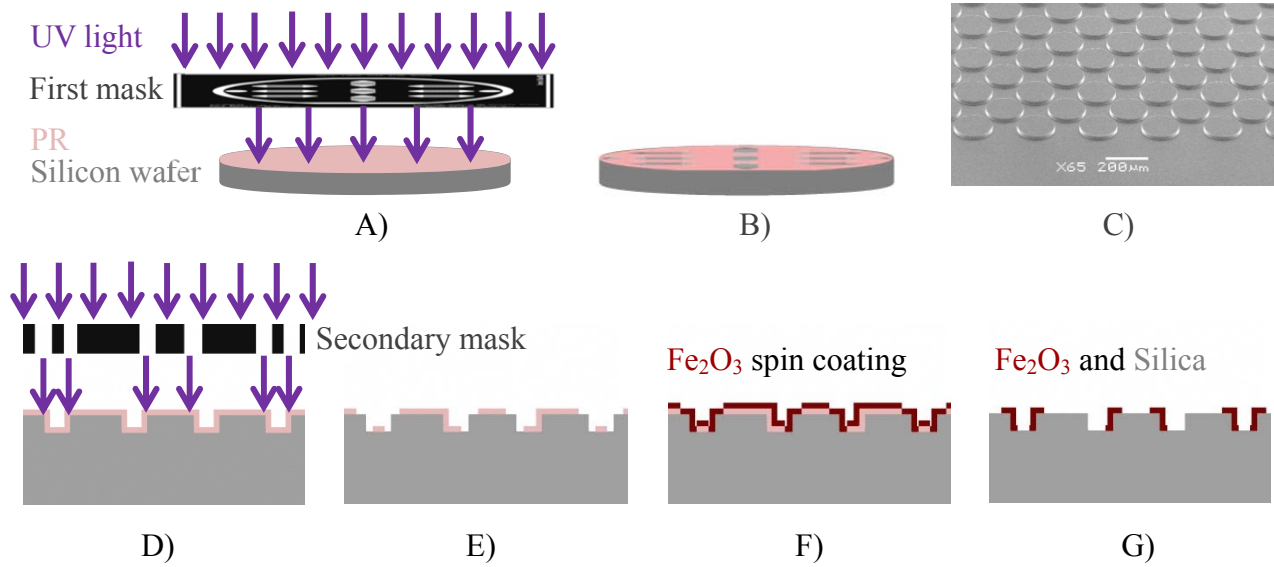 UV light
First mask
PR
Silicon wafer
X65 200µm
A)
B)
C)
Secondary mask
Fe₂O₃ spin coating
Fe₂O₃ and Silica
D)
E)
F)
G)